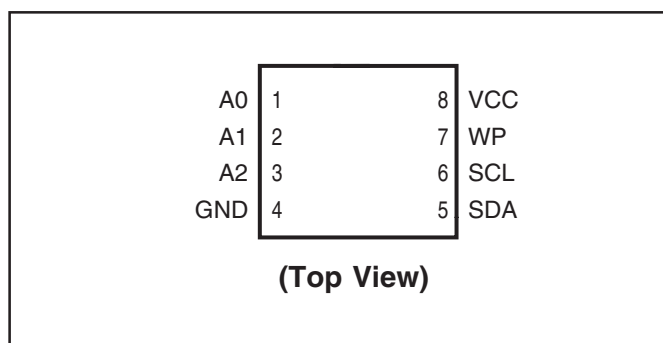 A0 1 8 VCC
A1 2 7 WP
A2 3 6 SCL
GND 4 5 SDA
(Top View)